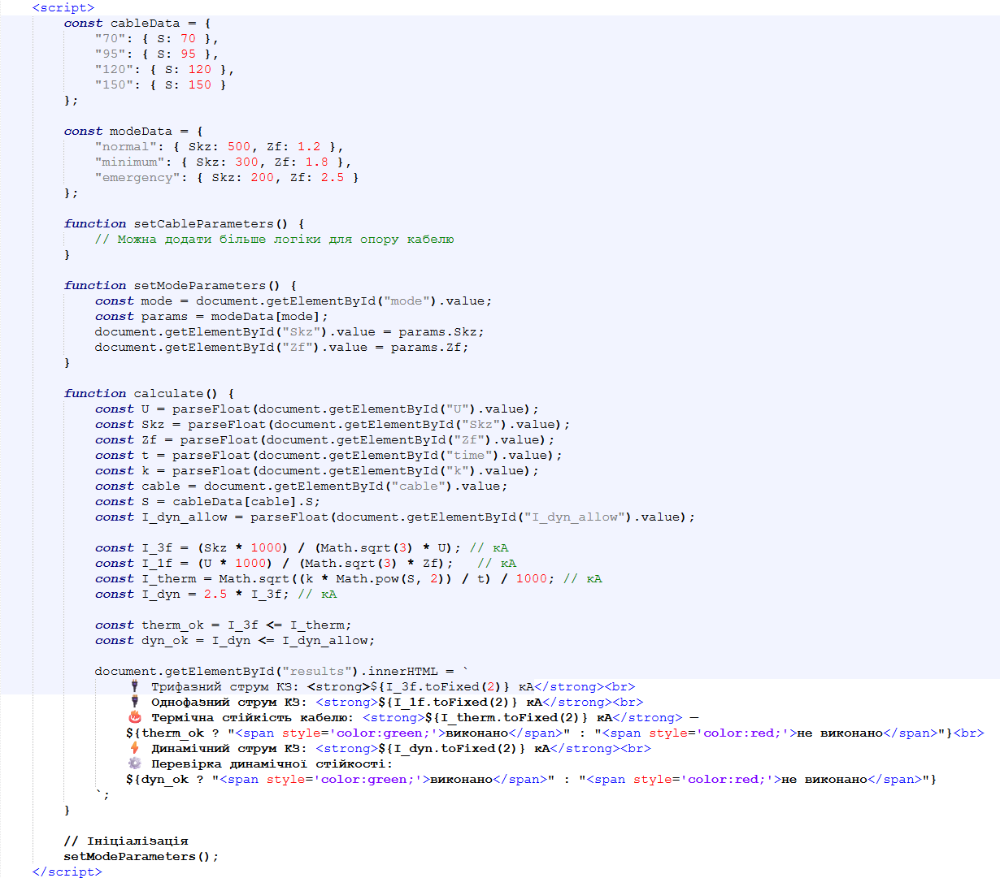 <script>
const cableData = {
"70": { S: 70 },
"95": { S: 95 },
"120": { S: 120 },
"150": { S: 150 }
};
const modeData = {
"normal": { Skz: 500, Zf: 1.2 },
"minimum": { Skz: 300, Zf: 1.8 },
"emergency": { Skz: 200, Zf: 2.5 }
};
function setCableParameters() {
// Можна додати більше логіки для опору кабелю
}
function setModeParameters() {
const mode = document.getElementById("mode").value;
const params = modeData[mode];
document.getElementById("Skz").value = params.Skz;
document.getElementById("Zf").value = params.Zf;
}
function calculate() {
const U = parseFloat(document.getElementById("U").value);
const Skz = parseFloat(document.getElementById("Skz").value);
const Zf = parseFloat(document.getElementById("Zf").value);
const t = parseFloat(document.getElementById("time").value);
const k = parseFloat(document.getElementById("k").value);
const cable = document.getElementById("cable").value;
const S = cableData[cable].S;
const I_dyn_allow = parseFloat(document.getElementById("I_dyn_allow").value);
const I_3f = (Skz * 1000) / (Math.sqrt(3) * U); // кА
const I_1f = (U * 1000) / (Math.sqrt(3) * Zf);   // кА
const I_therm = Math.sqrt((k * Math.pow(S, 2)) / t) / 1000; // кА
const I_dyn = 2.5 * I_3f; // кА
const therm_ok = I_3f <= I_therm;
const dyn_ok = I_dyn <= I_dyn_allow;
document.getElementById("results").innerHTML = `
🔌 Трифазний струм КЗ: <strong>${I_3f.toFixed(2)} кА</strong><br>
🔌 Однофазний струм КЗ: <strong>${I_1f.toFixed(2)} кА</strong><br>
🔥 Термічна стійкість кабелю: <strong>${I_therm.toFixed(2)} кА</strong> —
${therm_ok ? "<span style='color:green;'>виконано</span>" : "<span style='color:red;'>не виконано</span>"}<br>
⚡ Динамічний струм КЗ: <strong>${I_dyn.toFixed(2)} кА</strong><br>
⚙️ Перевірка динамічної стійкості:
${dyn_ok ? "<span style='color:green;'>виконано</span>" : "<span style='color:red;'>не виконано</span>"}
`;
}
// Ініціалізація
setModeParameters();
</script>